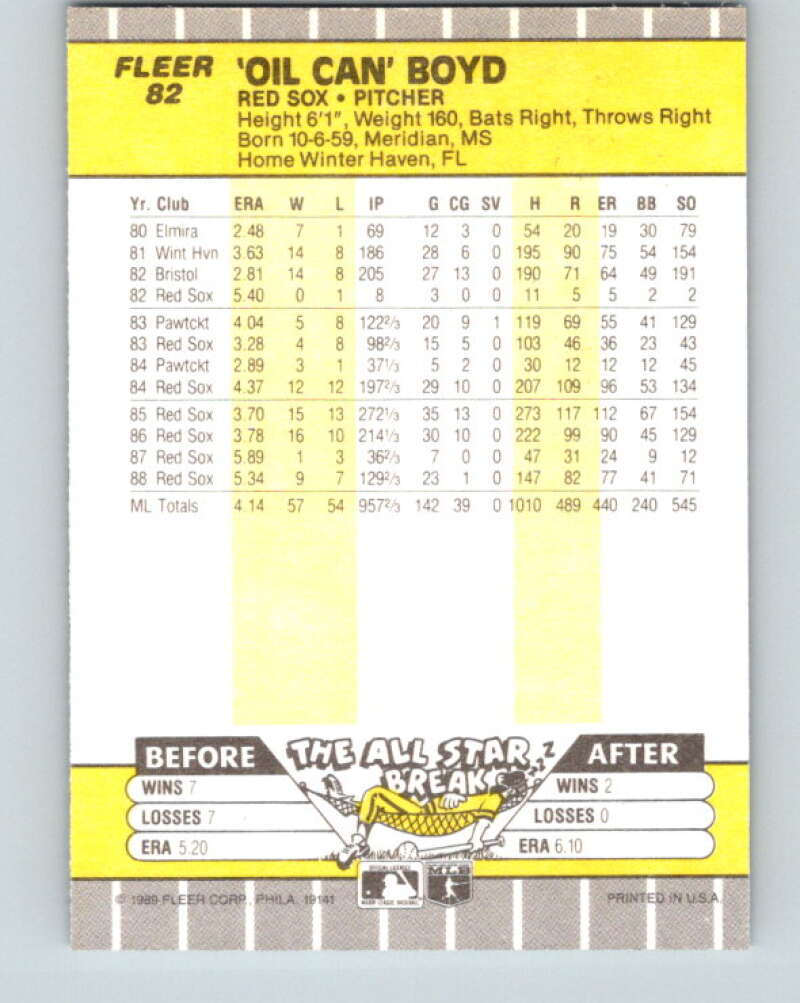 FLEER 82
'OIL CAN' BOYD
RED SOX • PITCHER
Height 6'1", Weight 160, Bats Right, Throws Right
Born 10-6-59, Meridian, MS
Home Winter Haven, FL
Yr. Club ERA W L IP G CG SV H R ER BB SO
80 Elmira 2.48 7 1 69 12 3 0 54 20 19 30 79
81 Wint Hvn 3.63 14 8 186 28 6 0 195 90 75 54 154
82 Bristol 2.81 14 8 205 27 13 0 190 71 64 49 191
82 Red Sox 5.40 0 1 8 3 0 0 11 5 5 2 2
83 Pawtckt 4.04 5 8 122⅔ 20 9 1 119 69 55 41 129
83 Red Sox 3.28 4 8 98⅔ 15 5 0 103 46 36 23 43
84 Pawtckt 2.89 3 1 37⅓ 5 2 0 30 12 12 12 45
84 Red Sox 4.37 12 12 197⅔ 29 10 0 207 109 96 53 134
85 Red Sox 3.70 15 13 272⅓ 35 13 0 273 117 112 67 154
86 Red Sox 3.78 16 10 214⅓ 30 10 0 222 99 90 45 129
87 Red Sox 5.89 1 3 36⅔ 7 0 0 47 31 24 9 12
88 Red Sox 5.34 9 7 129⅔ 23 1 0 147 82 77 41 71
ML Totals 4.14 57 54 957⅔ 142 39 0 1010 489 440 240 545
BEFORE
THE ALL STAR BREAK
ZZZ
AFTER
WINS 7
WINS 2
LOSSES 7
LOSSES 0
ERA 5.20
ERA 6.10
MLB
© 1989 FLEER CORP., PHILA. 19141
PRINTED IN U.S.A.